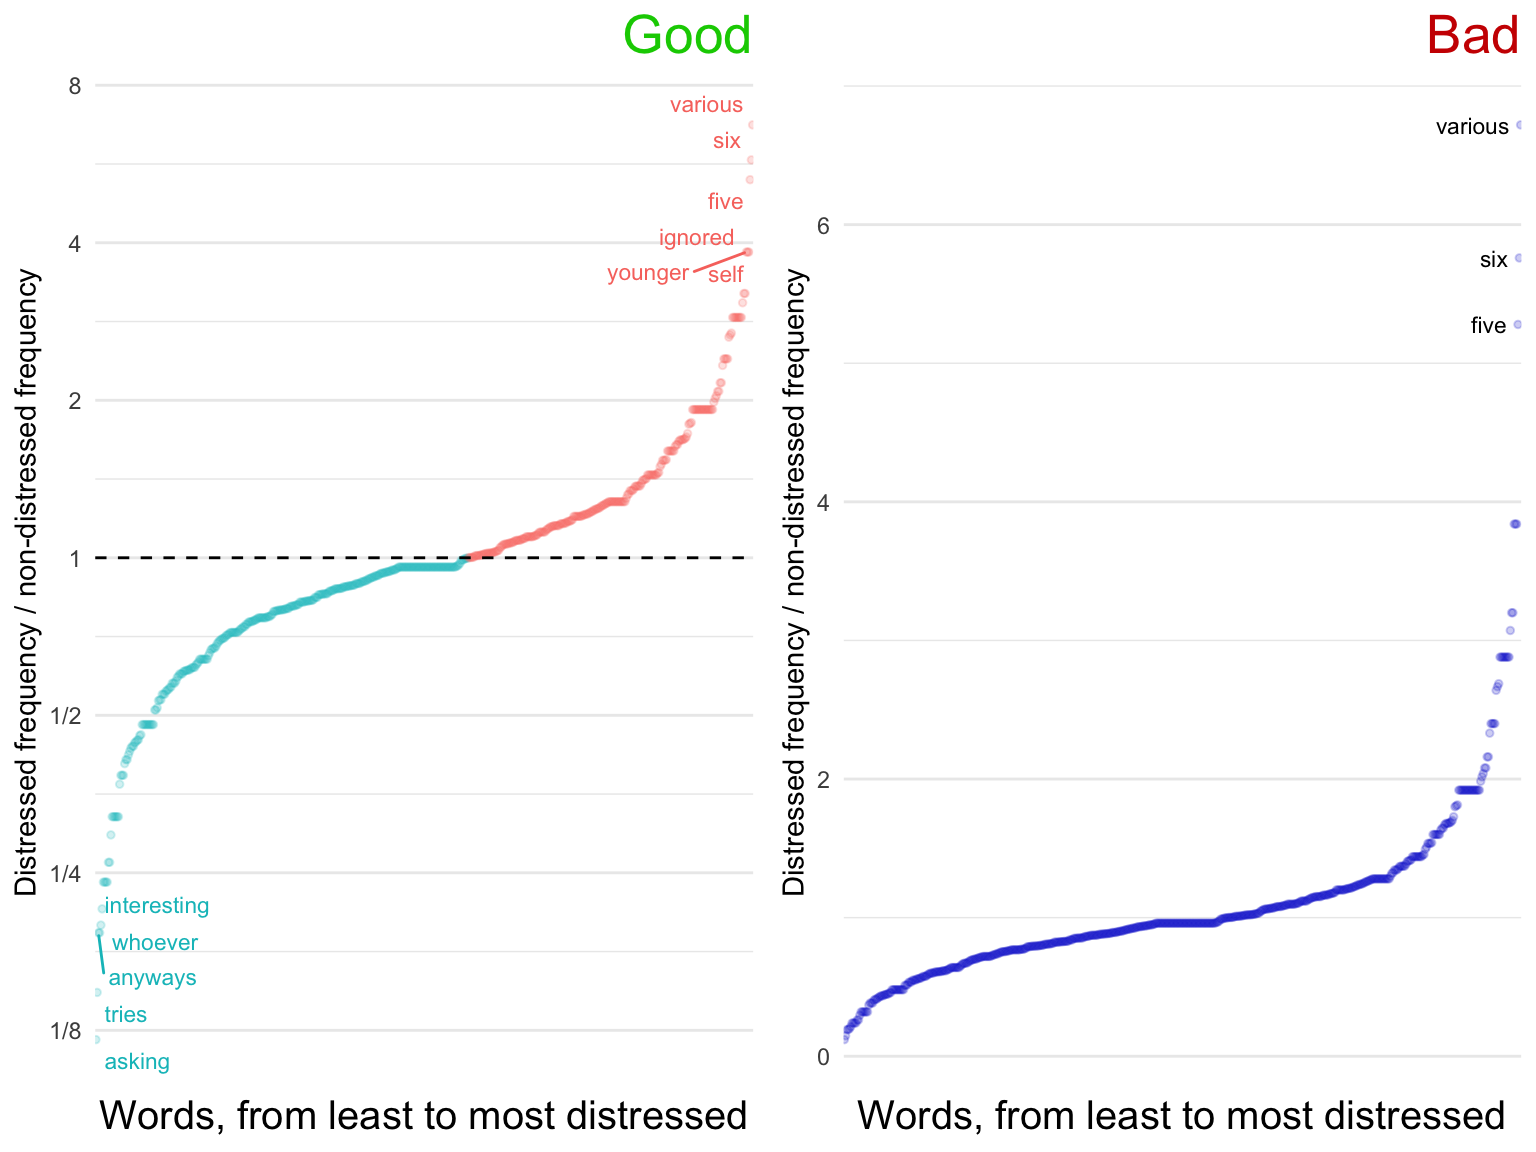 Good
Distressed frequency / non-distressed frequency
8
4
2
1
1/2
1/4
1/8
various
six
five
ignored
younger
self
interesting
whoever
anyways
tries
asking
Words, from least to most distressed
Bad
Distressed frequency / non-distressed frequency
6
4
2
0
various
six
five
Words, from least to most distressed